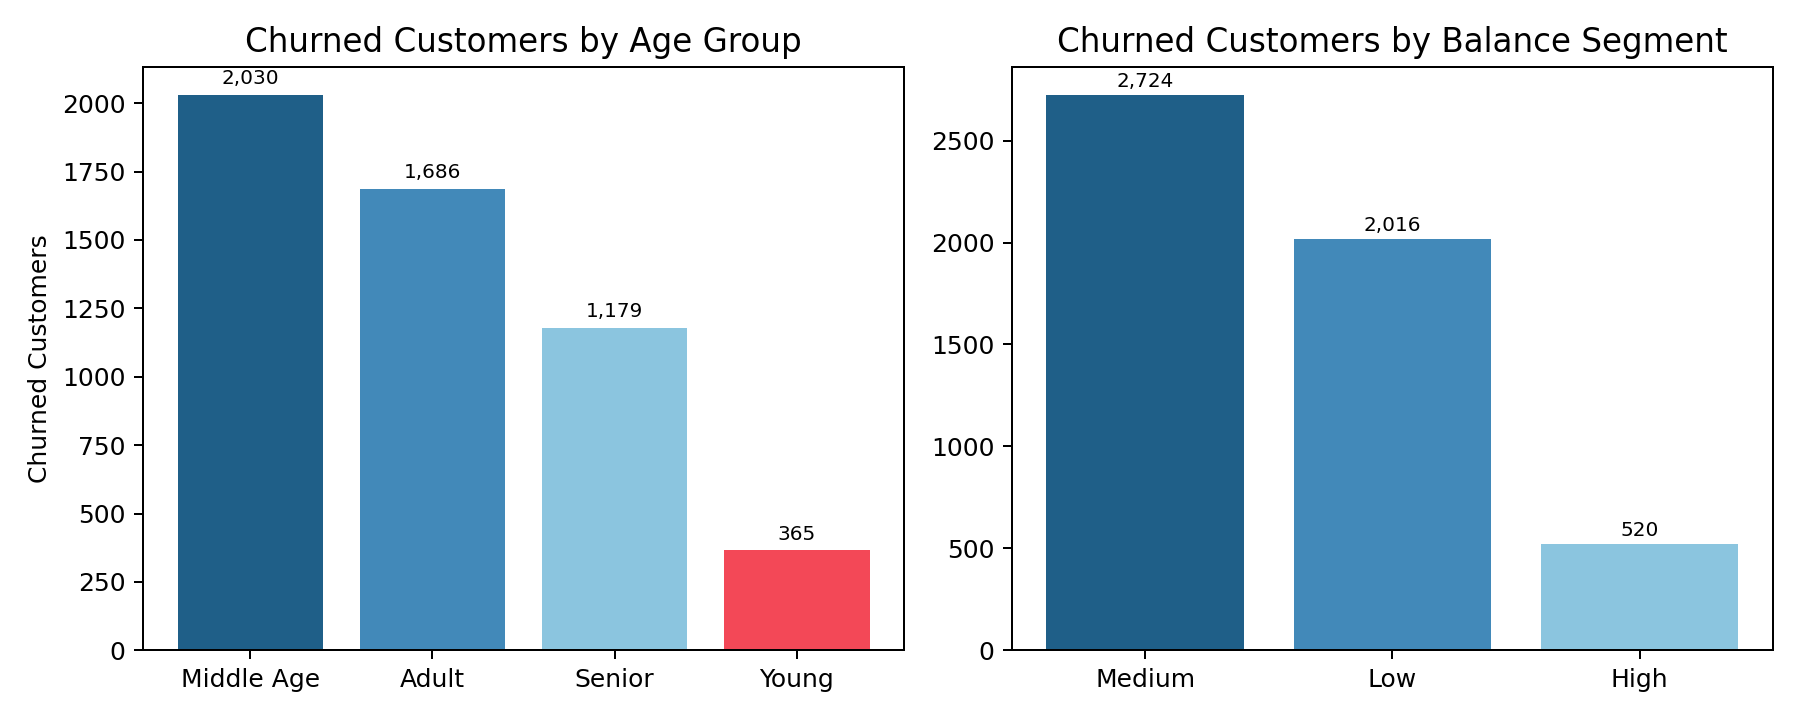 Churned Customers by Age Group
Churned Customers
2000
1750
1500
1250
1000
750
500
250
0
2,030
1,686
1,179
365
Middle Age
Adult
Senior
Young
Churned Customers by Balance Segment
2500
2000
1500
1000
500
0
2,724
2,016
520
Medium
Low
High